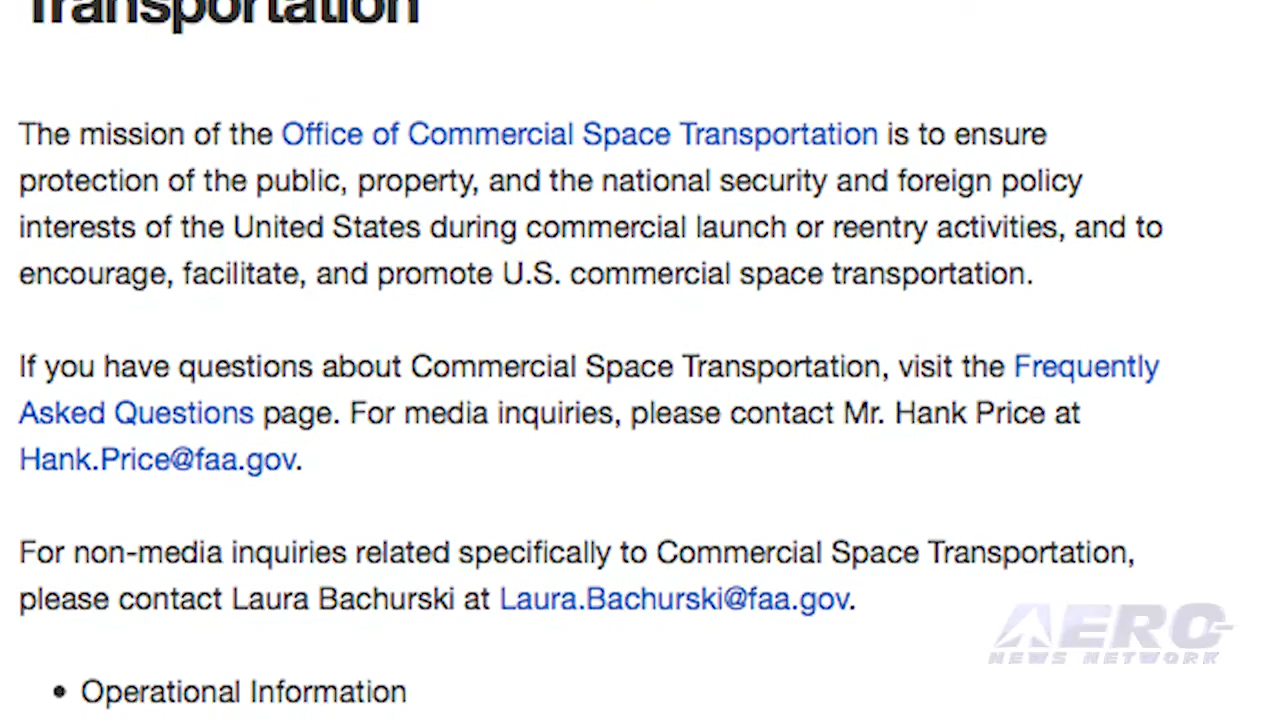 Transportation
The mission of the Office of Commercial Space Transportation is to ensure
protection of the public, property, and the national security and foreign policy
interests of the United States during commercial launch or reentry activities, and to
encourage, facilitate, and promote U.S. commercial space transportation.
If you have questions about Commercial Space Transportation, visit the Frequently
Asked Questions page. For media inquiries, please contact Mr. Hank Price at
Hank.Price@faa.gov.
For non-media inquiries related specifically to Commercial Space Transportation,
please contact Laura Bachurski at Laura.Bachurski@faa.gov.
AERO
NEWS NETWORK
• Operational Information